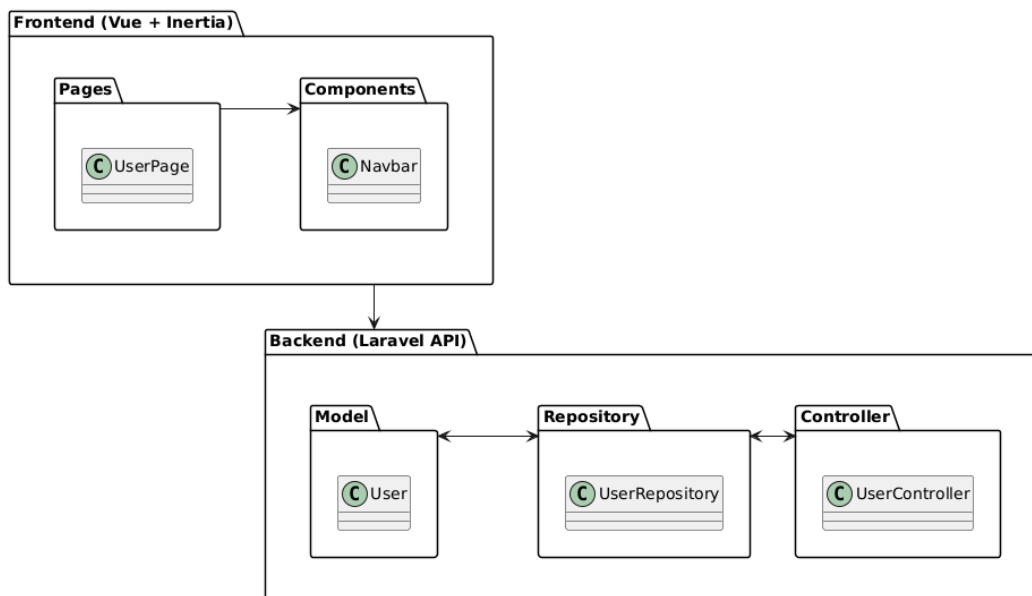 Frontend (Vue + Inertia)
Pages
Components
C UserPage
C Navbar
Backend (Laravel API)
Model
Repository
Controller
C User
C UserRepository
C UserController